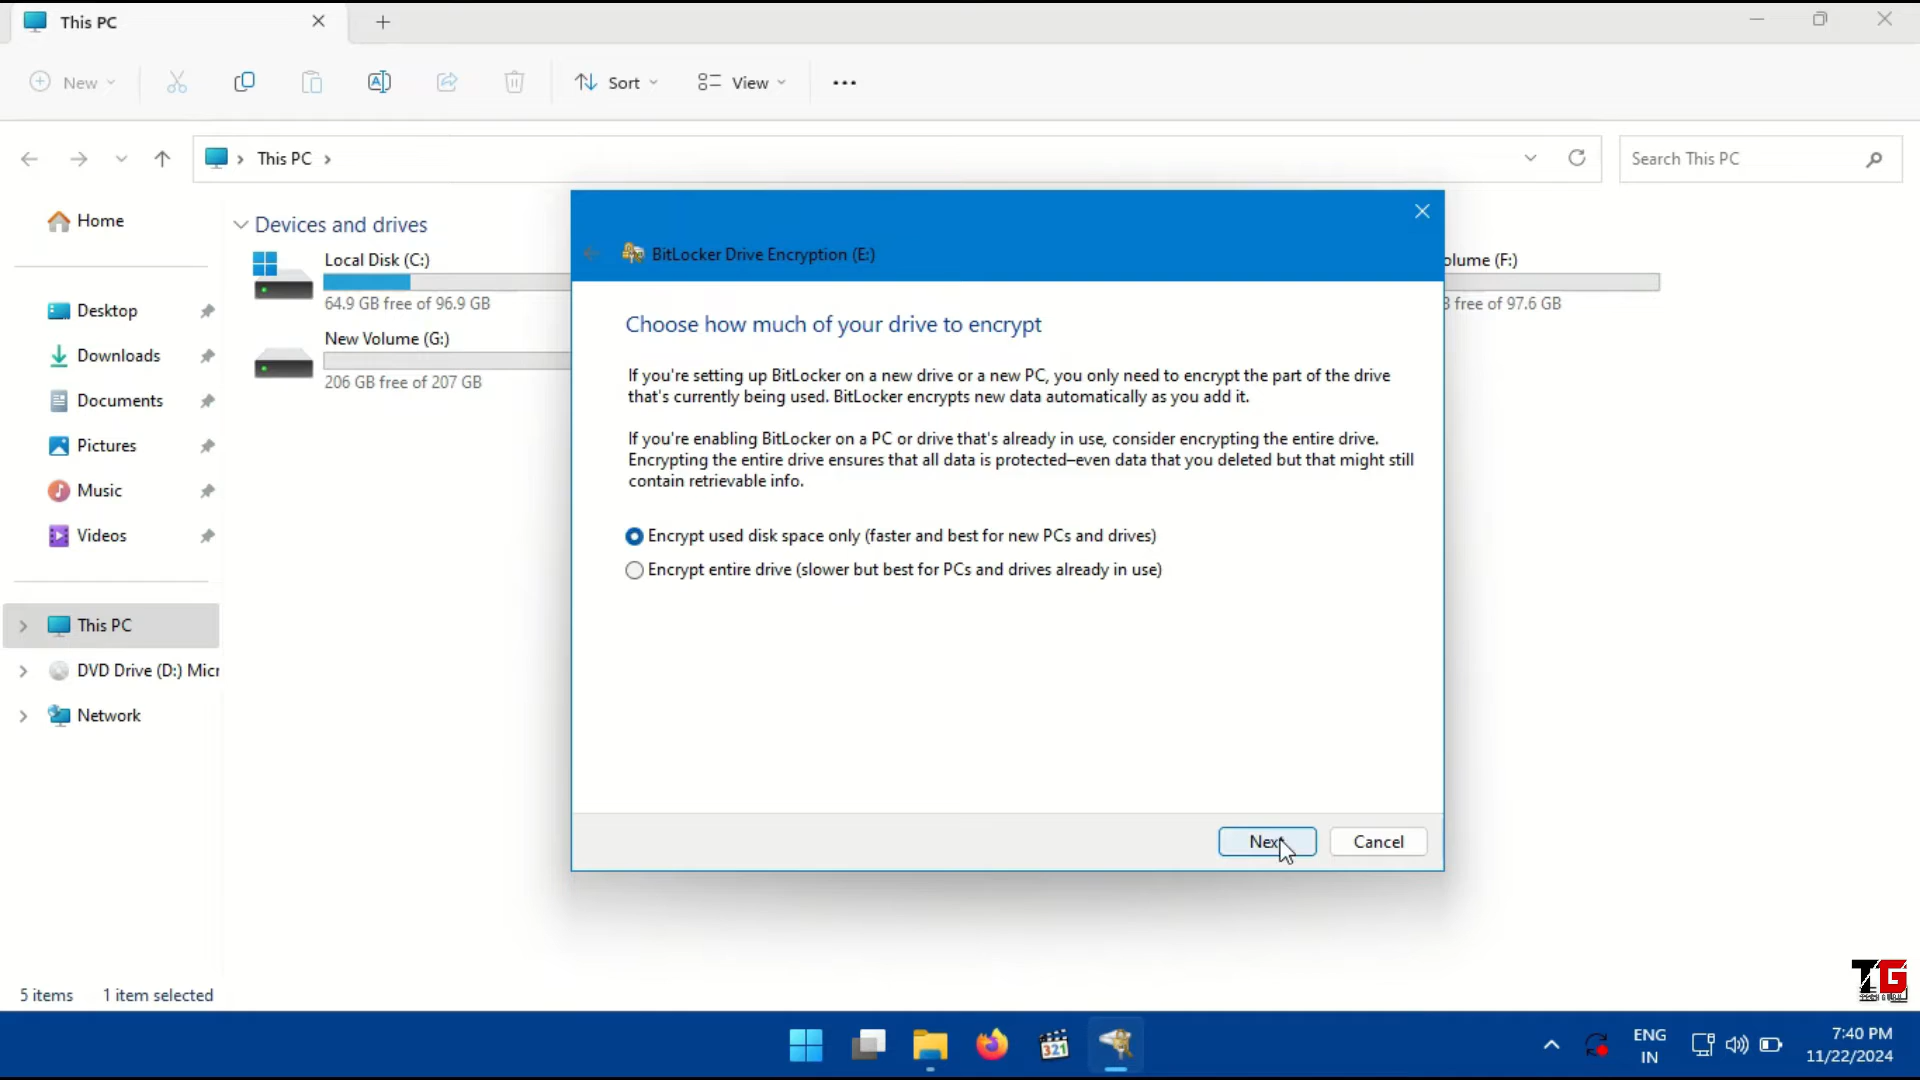 This PC
New
Sort
View
This PC
Search This PC
Home
Desktop
Downloads
Documents
Pictures
Music
Videos
This PC
DVD Drive (D:) Micr
Network
Devices and drives
Local Disk (C:)
64.9 GB free of 96.9 GB
New Volume (G:)
206 GB free of 207 GB
olume (F:)
free of 97.6 GB
BitLocker Drive Encryption (E:)
Choose how much of your drive to encrypt
If you're setting up BitLocker on a new drive or a new PC, you only need to encrypt the part of the drive
that's currently being used. BitLocker encrypts new data automatically as you add it.
If you're enabling BitLocker on a PC or drive that's already in use, consider encrypting the entire drive.
Encrypting the entire drive ensures that all data is protected–even data that you deleted but that might still
contain retrievable info.
Encrypt used disk space only (faster and best for new PCs and drives)
Encrypt entire drive (slower but best for PCs and drives already in use)
Next
Cancel
5 items
1 item selected
TG
321
ENG
IN
7:40 PM
11/22/2024